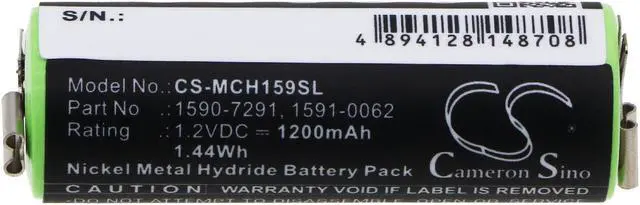 S/N.:
4 894128 148708
Model No.: CS-MCH159SL
Part No :1590-7291, 1591-0062
Rating :1.2VDC ⎓ 1200mAh
1.44Wh
Nickel Metal Hydride Battery Pack
CS
Cameron Sino
CAUTION WARRANTY VOID IF LABEL IS REMOVED